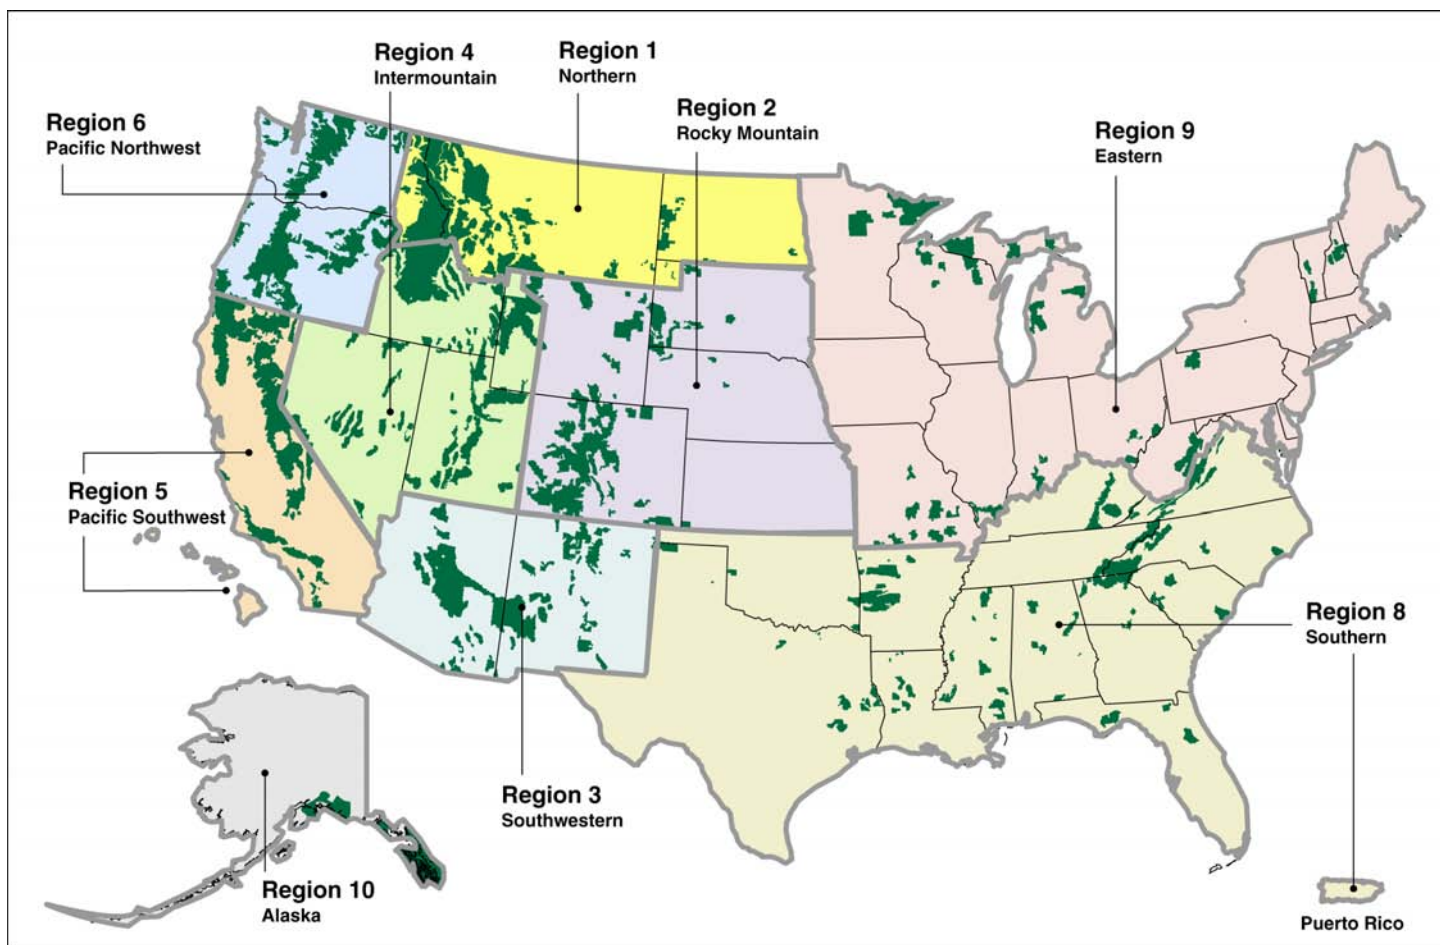 Region 4
Intermountain
Region 1
Northern
Region 2
Rocky Mountain
Region 6
Pacific Northwest
Region 9
Eastern
Region 5
Pacific Southwest
Region 8
Southern
Region 3
Southwestern
Region 10
Alaska
Puerto Rico